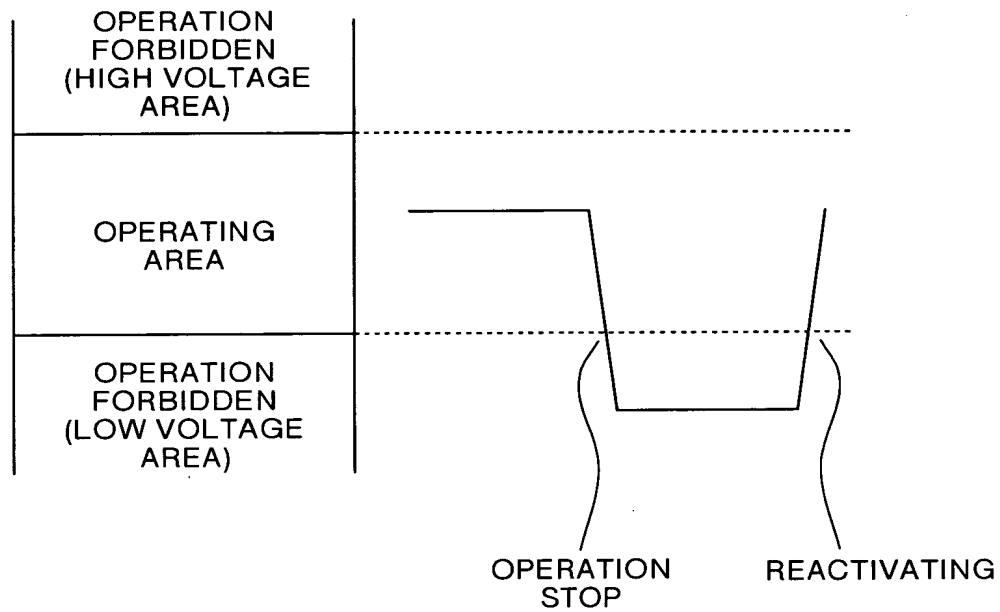 OPERATION
FORBIDDEN
(HIGH VOLTAGE
AREA)
OPERATING
AREA
OPERATION
FORBIDDEN
(LOW VOLTAGE
AREA)
OPERATION
STOP
REACTIVATING